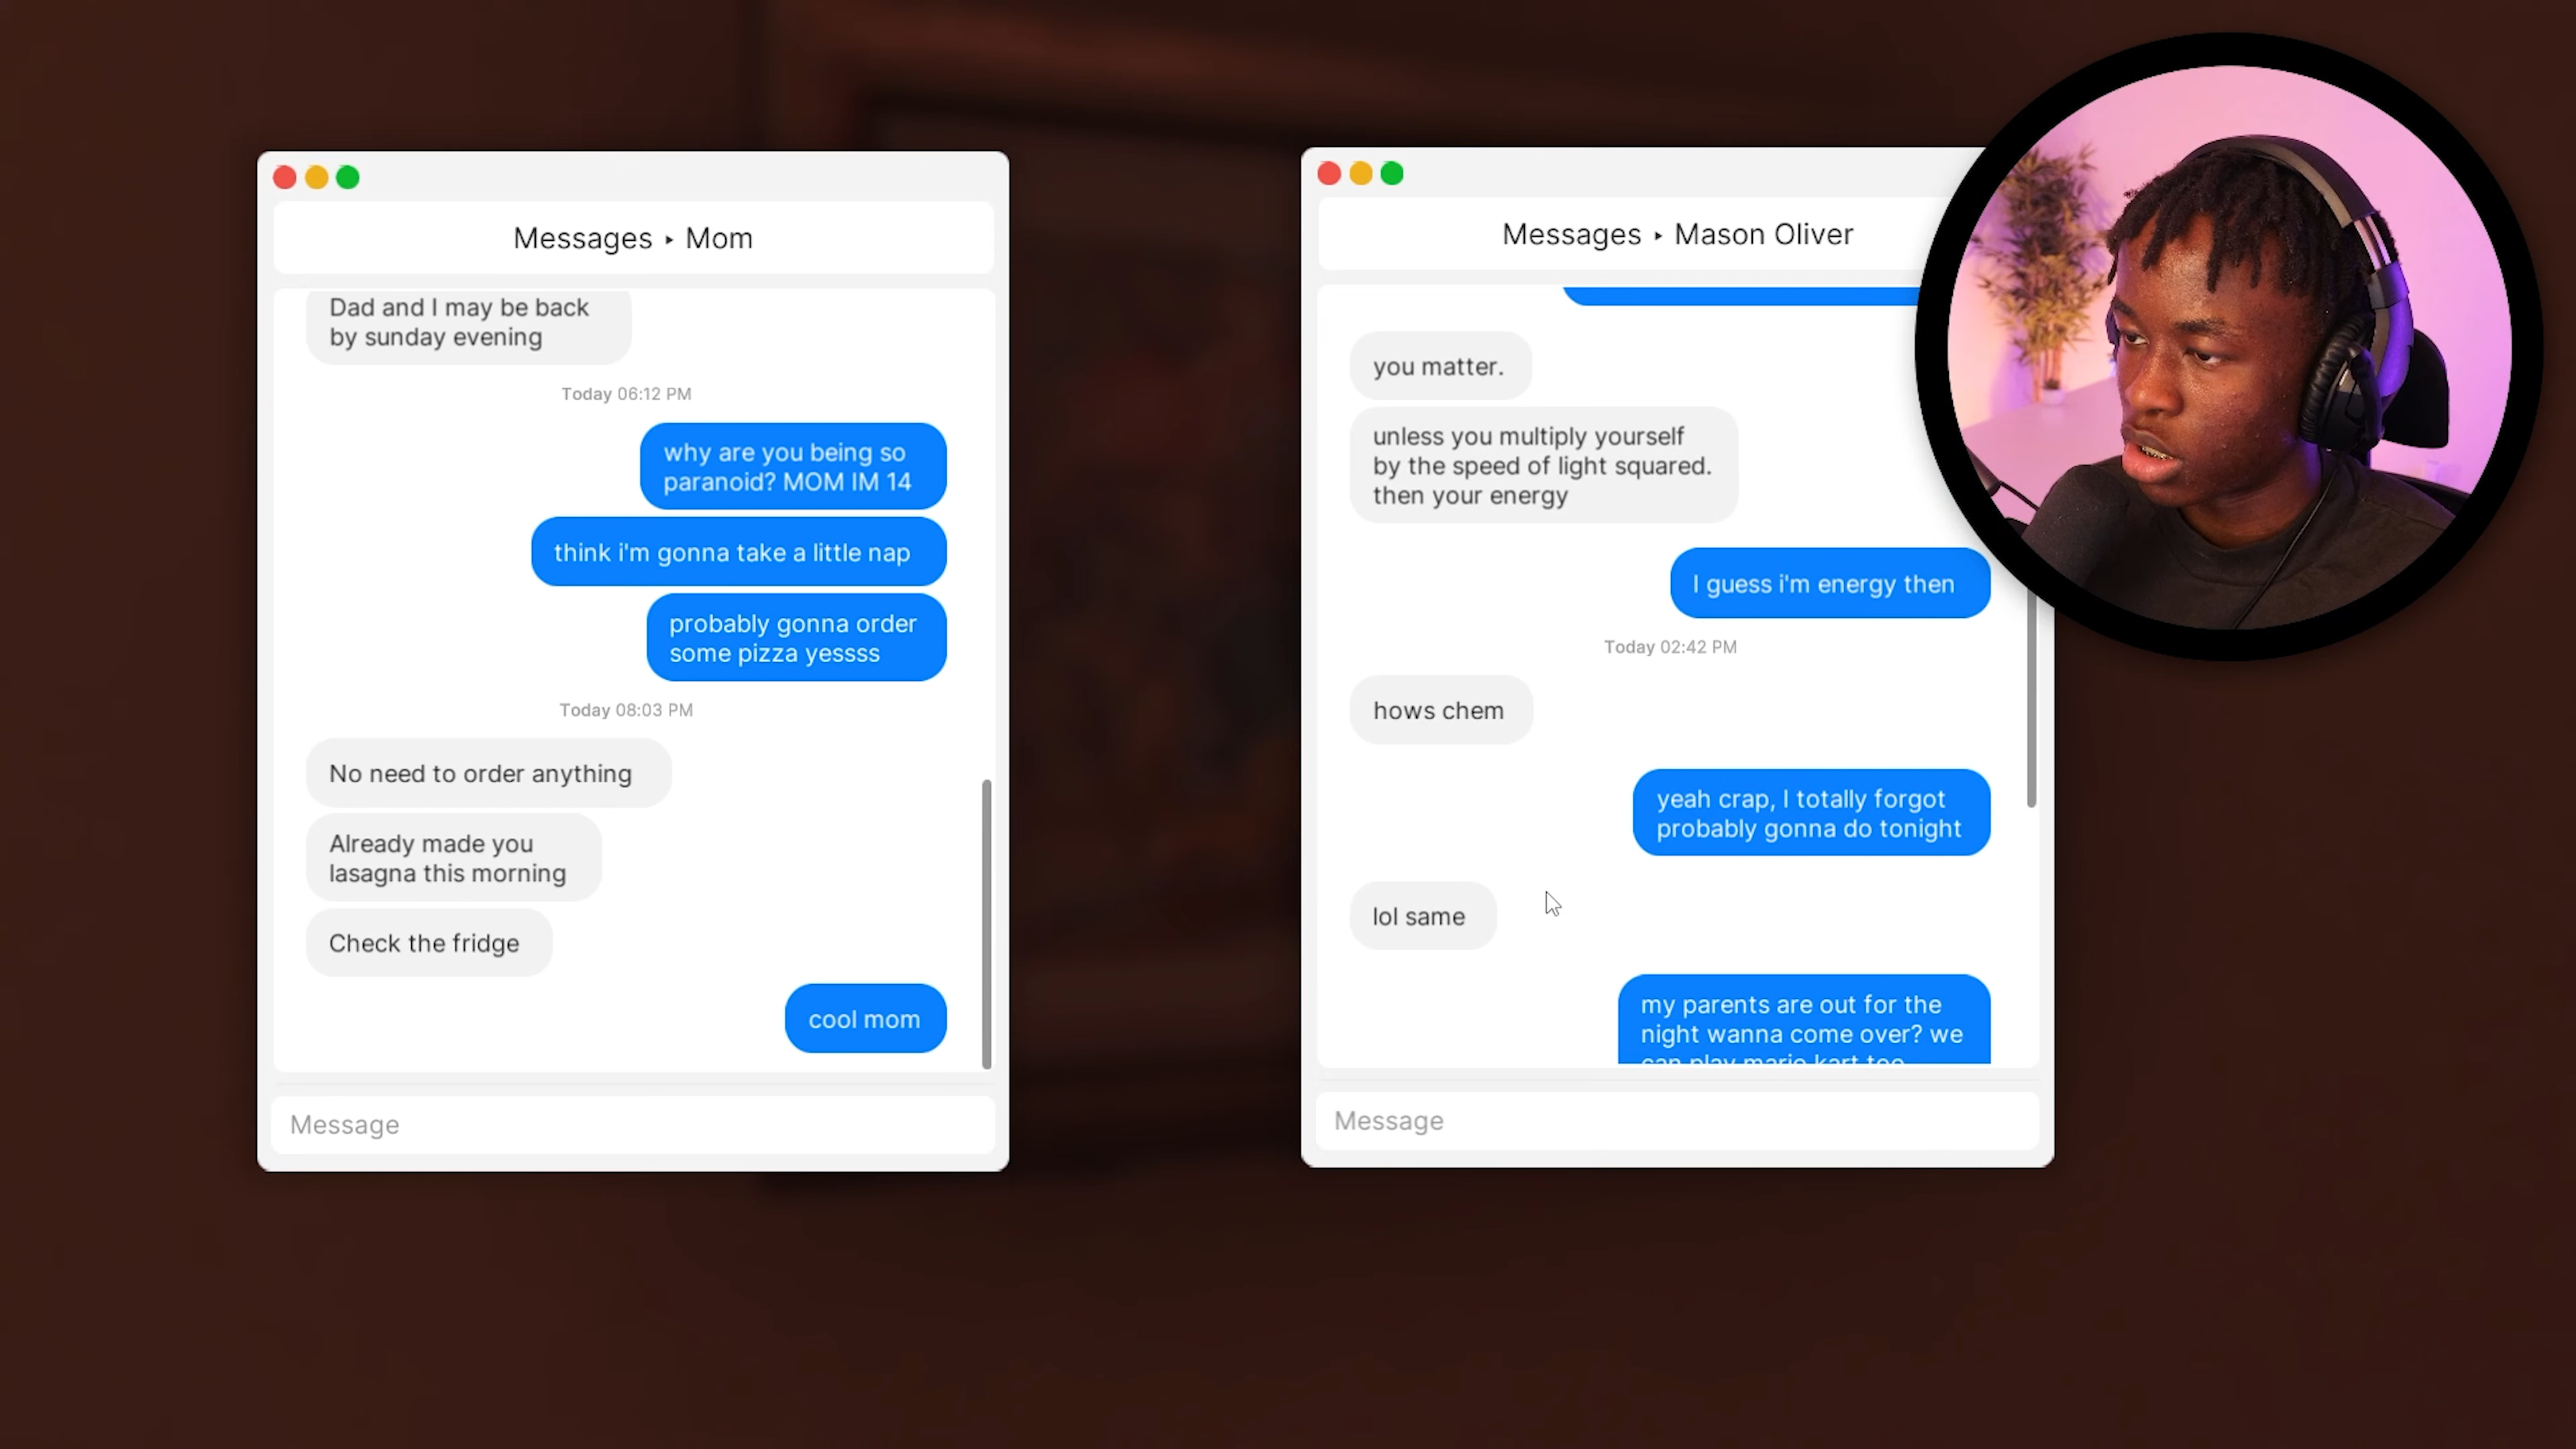 Messages ▸ Mom
Dad and I may be back
by sunday evening
Today 06:12 PM
why are you being so
paranoid? MOM IM 14
think i'm gonna take a little nap
probably gonna order
some pizza yessss
Today 08:03 PM
No need to order anything
Already made you
lasagna this morning
Check the fridge
cool mom
Message
Messages ▸ Mason Oliver
you matter.
unless you multiply yourself
by the speed of light squared.
then your energy
I guess i'm energy then
Today 02:42 PM
hows chem
yeah crap, I totally forgot
probably gonna do tonight
lol same
my parents are out for the
night wanna come over? we
can play mario kart too
Message